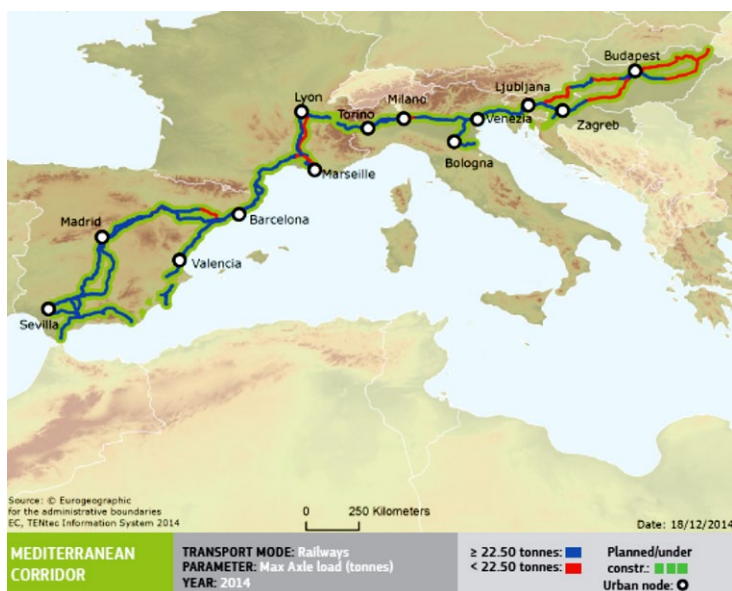 Budapest
Ljubljana
Lyon
Milano
Torino
Zagreb
Venezia
Bologna
Marseille
Madrid
Barcelona
Valencia
Sevilla
Source: © Eurogeographic
for the administrative boundaries
EC, TENtec Information System 2014
0 250 Kilometers
Date: 18/12/2014
MEDITERRANEAN
CORRIDOR
TRANSPORT MODE: Railways
PARAMETER: Max Axle load (tonnes)
YEAR: 2014
≥ 22.50 tonnes:
< 22.50 tonnes:
Planned/under
constr.:
Urban node: